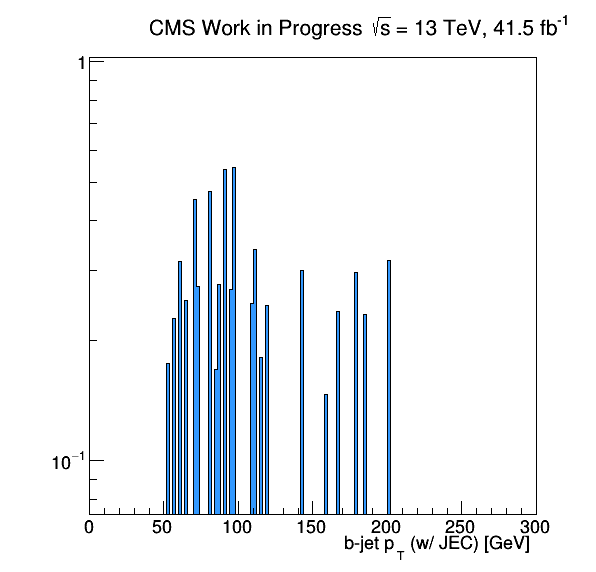 CMS Work in Progress √s = 13 TeV, 41.5 fb⁻¹
1
10⁻¹
0 50 100 150 200 250 300
b-jet p_T (w/ JEC) [GeV]